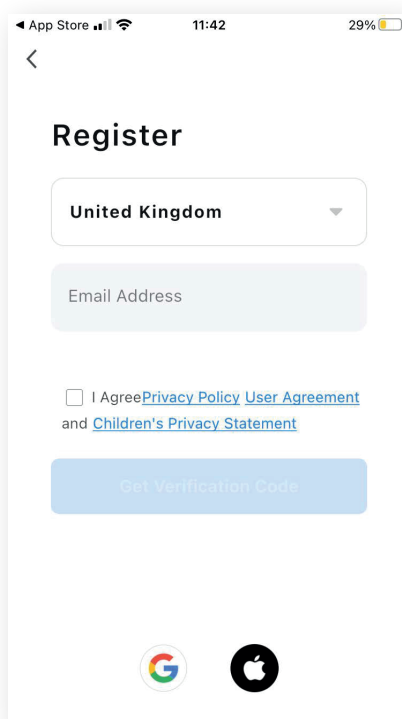 App Store 11:42 29%
Register
United Kingdom
Email Address
I AgreePrivacy Policy User Agreement
and Children's Privacy Statement
Get Verification Code